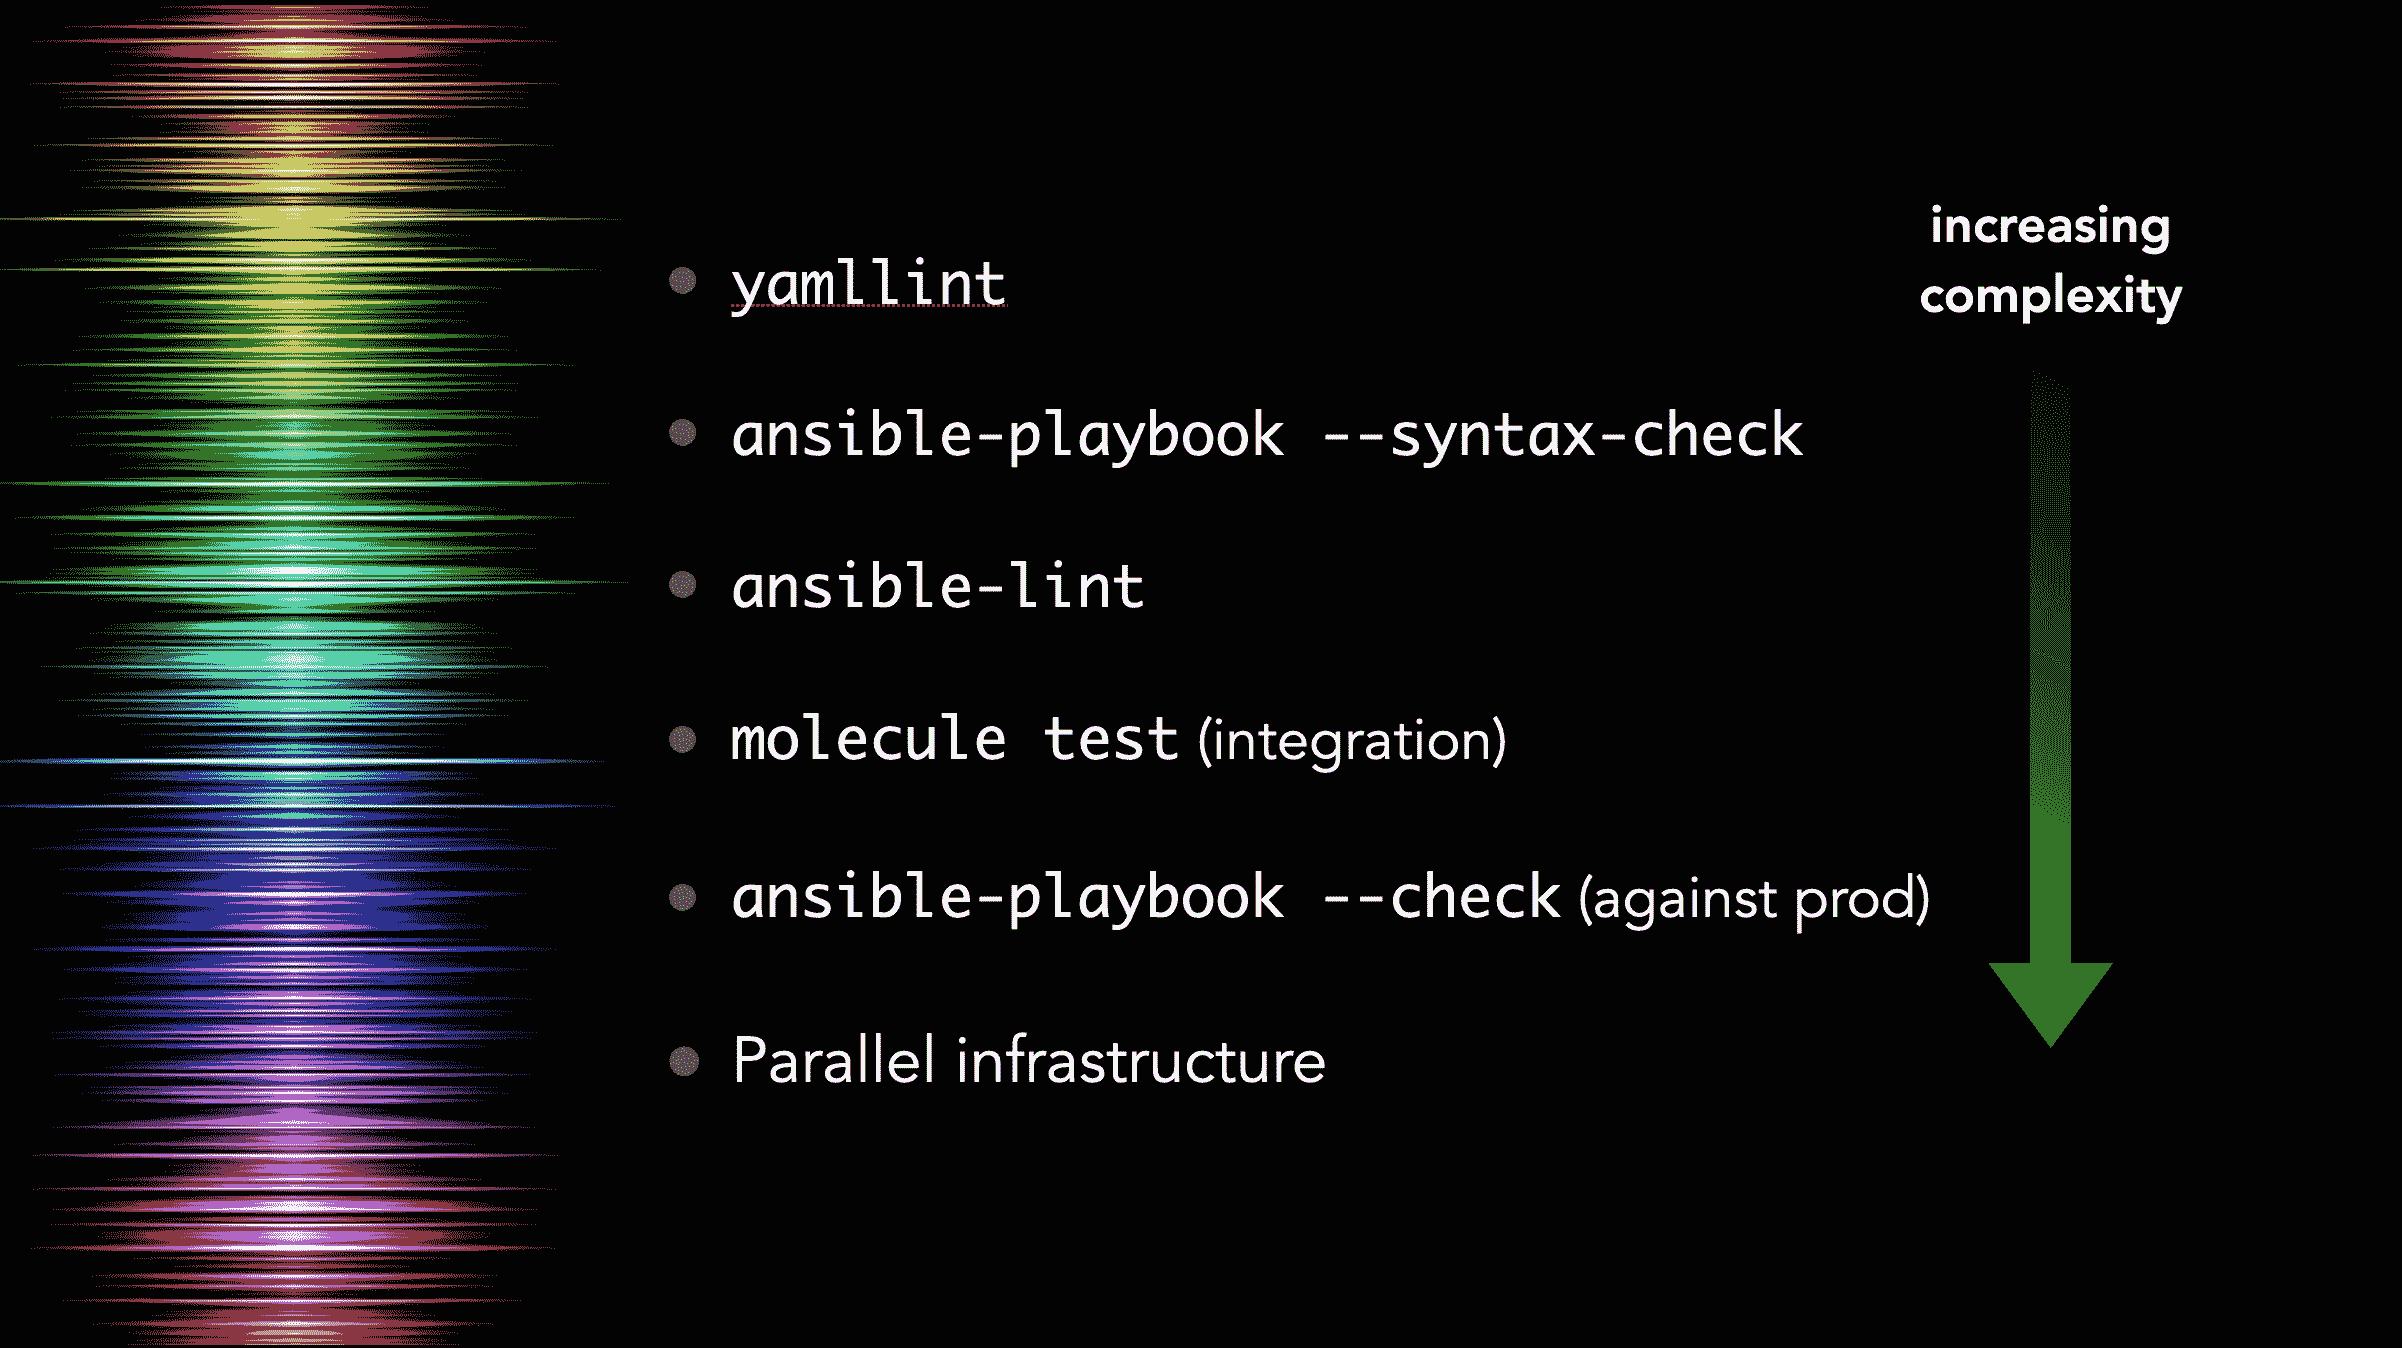 increasing
complexity
yamllint
ansible-playbook --syntax-check
ansible-lint
molecule test (integration)
ansible-playbook --check (against prod)
Parallel infrastructure